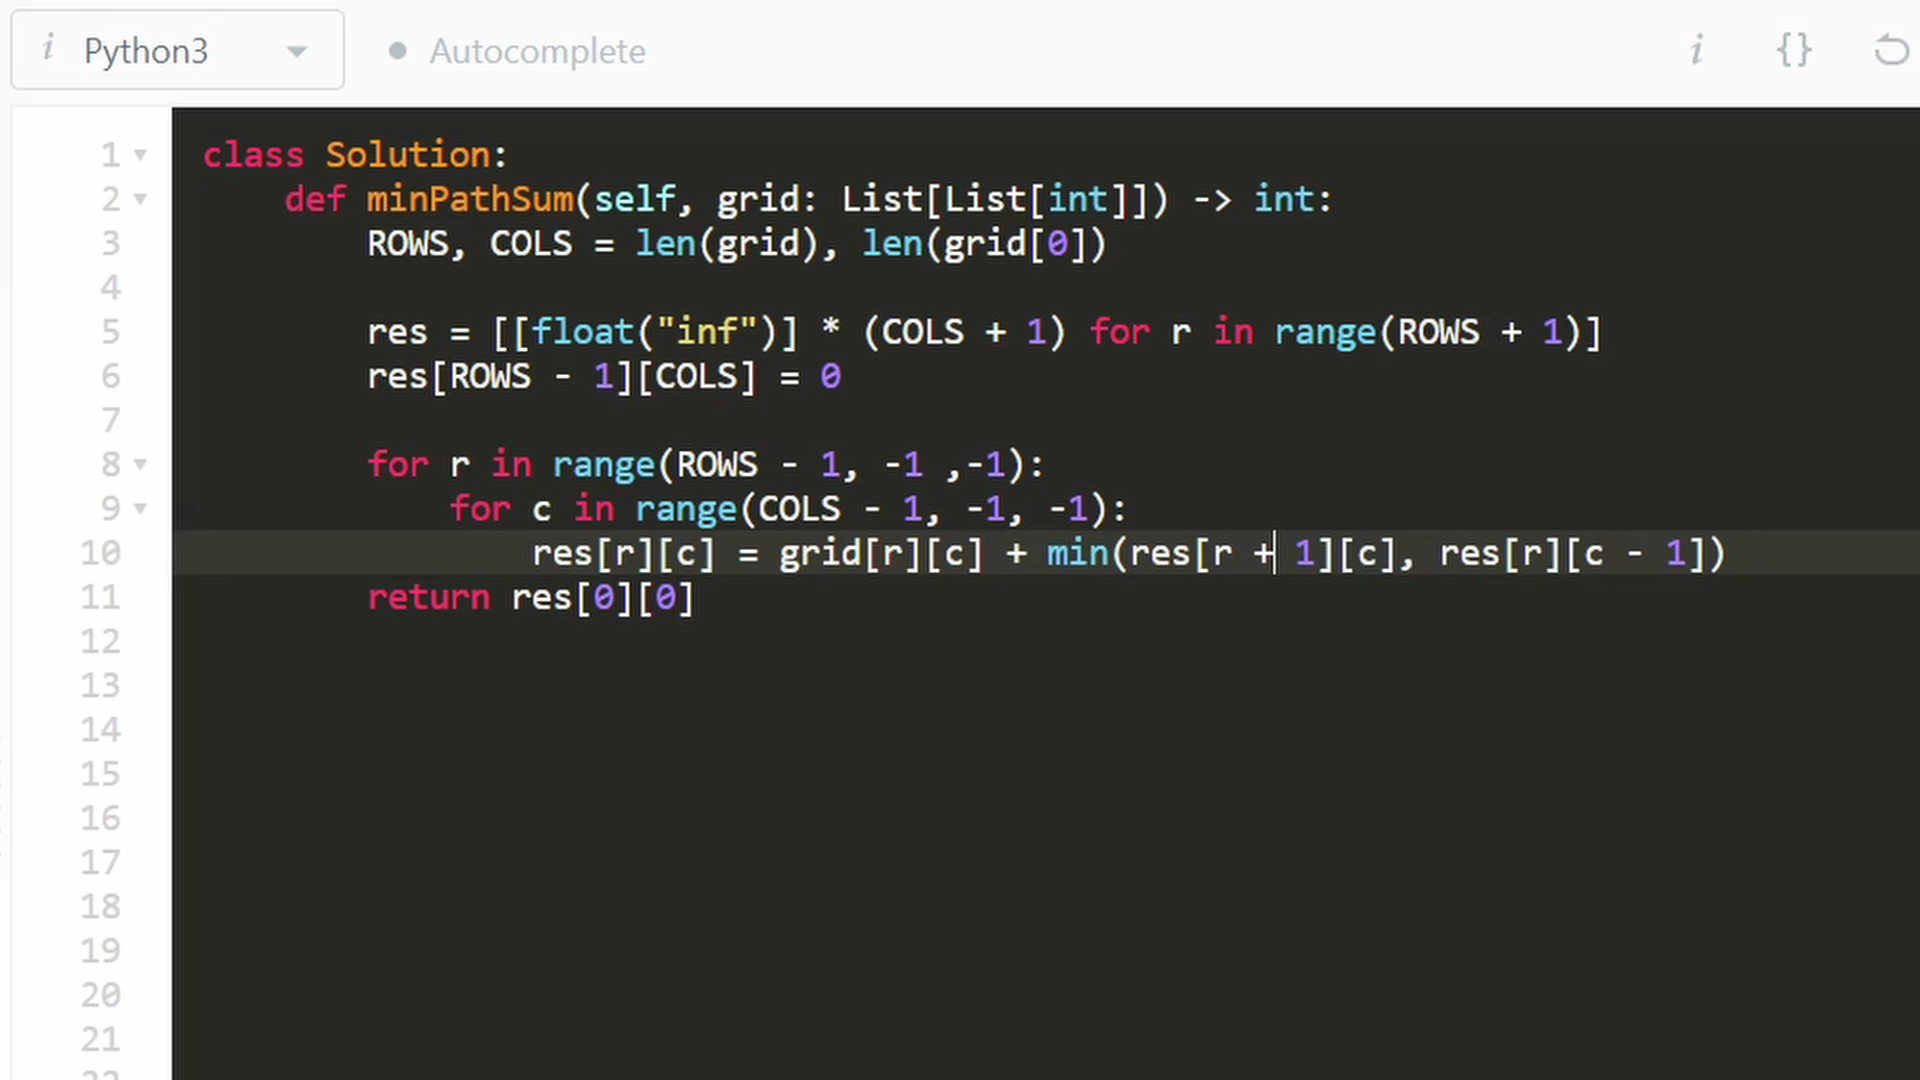 i Python3 Autocomplete i {}
1 class Solution:
2 def minPathSum(self, grid: List[List[int]]) -> int:
3 ROWS, COLS = len(grid), len(grid[0])
4
5 res = [[float("inf")] * (COLS + 1) for r in range(ROWS + 1)]
6 res[ROWS - 1][COLS] = 0
7
8 for r in range(ROWS - 1, -1 ,-1):
9 for c in range(COLS - 1, -1, -1):
10 res[r][c] = grid[r][c] + min(res[r + 1][c], res[r][c - 1])
11 return res[0][0]
12
13
14
15
16
17
18
19
20
21